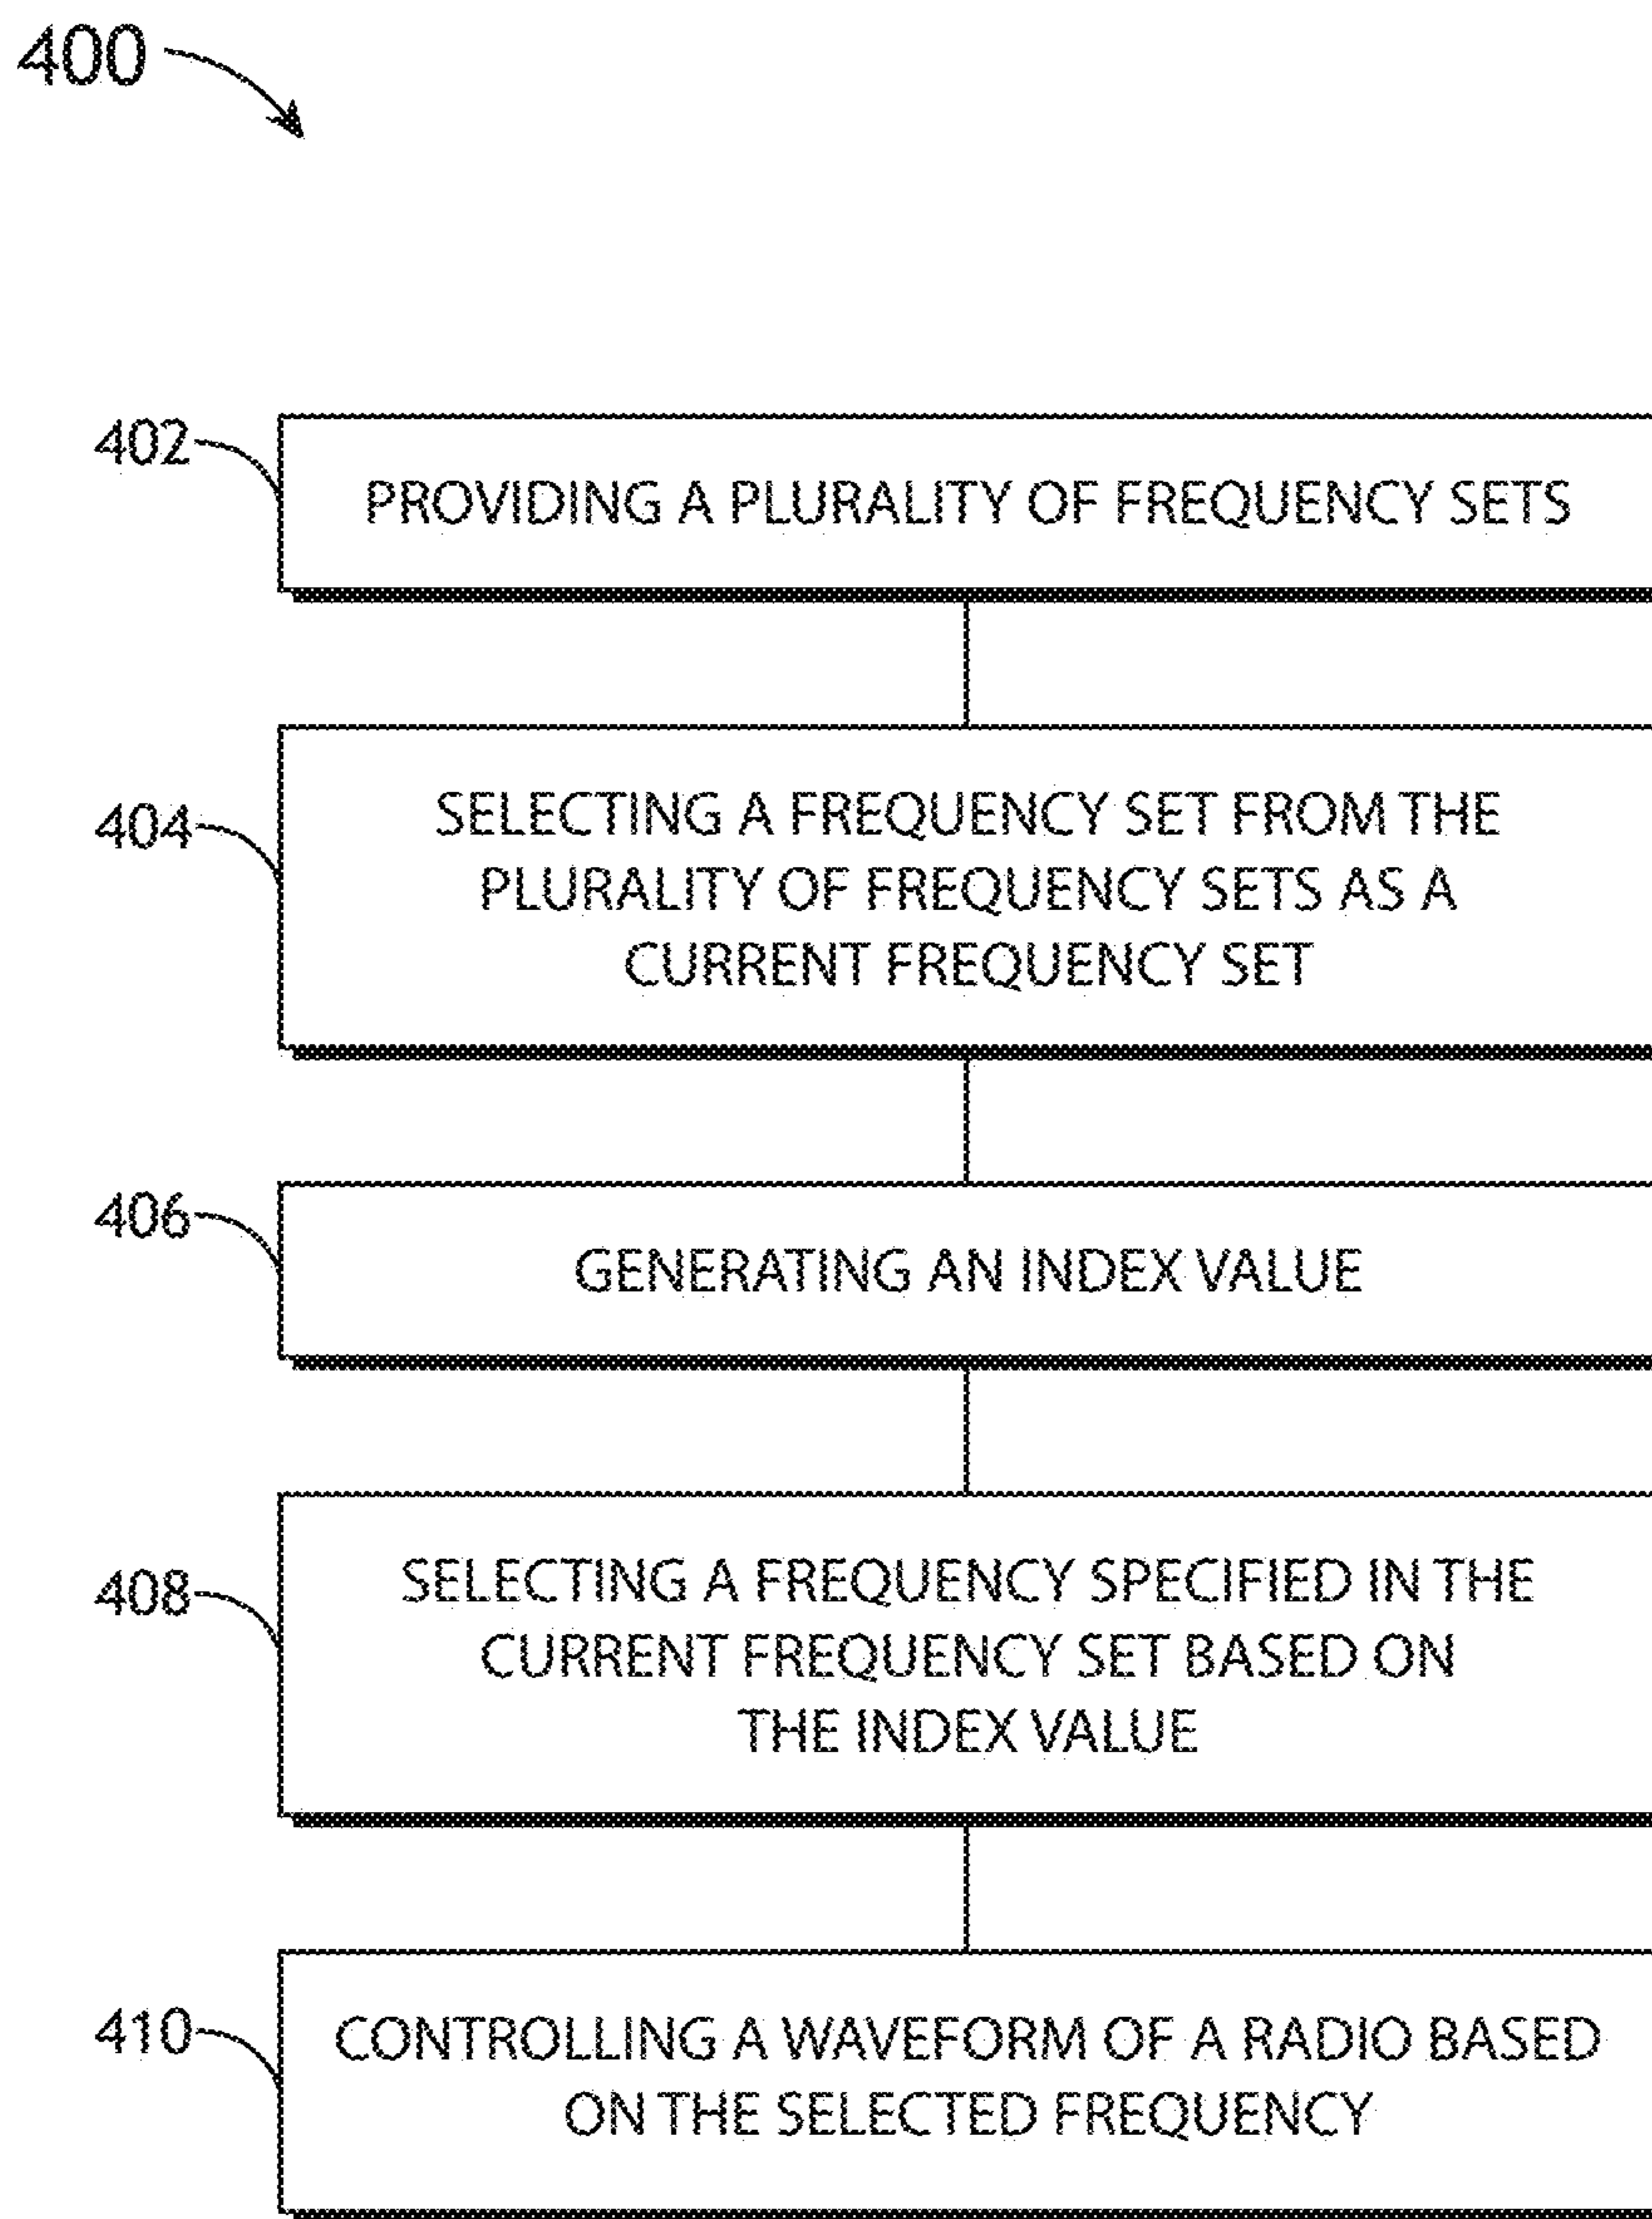 400
402
PROVIDING A PLURALITY OF FREQUENCY SETS
404
SELECTING A FREQUENCY SET FROM THE
PLURALITY OF FREQUENCY SETS AS A
CURRENT FREQUENCY SET
406
GENERATING AN INDEX VALUE
408
SELECTING A FREQUENCY SPECIFIED IN THE
CURRENT FREQUENCY SET BASED ON
THE INDEX VALUE
410
CONTROLLING A WAVEFORM OF A RADIO BASED
ON THE SELECTED FREQUENCY